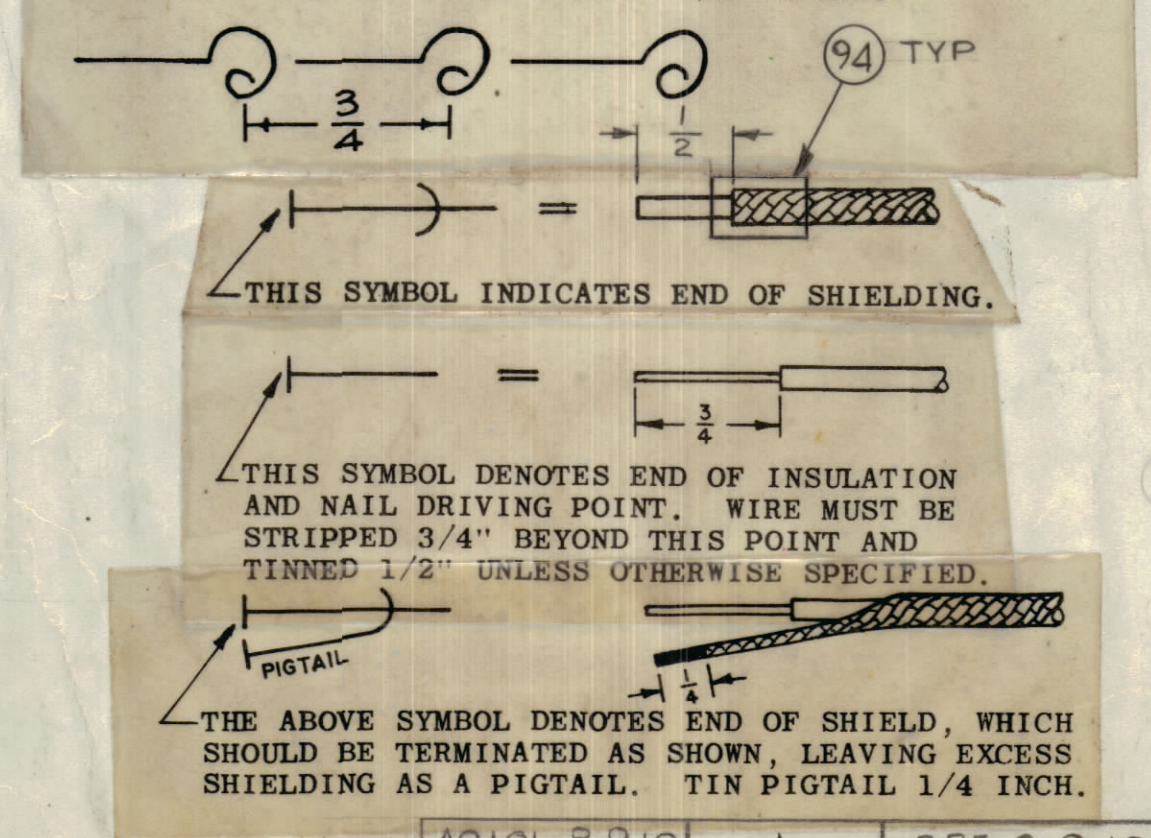 94 TYP
3/4
1/2
=
THIS SYMBOL INDICATES END OF SHIELDING.
=
3/4
THIS SYMBOL DENOTES END OF INSULATION
AND NAIL DRIVING POINT. WIRE MUST BE
STRIPPED 3/4" BEYOND THIS POINT AND
TINNED 1/2" UNLESS OTHERWISE SPECIFIED.
PIGTAIL
1/4
THE ABOVE SYMBOL DENOTES END OF SHIELD, WHICH
SHOULD BE TERMINATED AS SHOWN, LEAVING EXCESS
SHIELDING AS A PIGTAIL. TIN PIGTAIL 1/4 INCH.